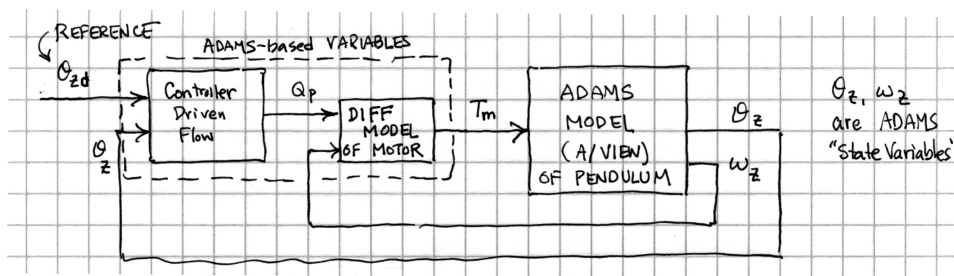 REFERENCE
ADAMS-based VARIABLES
θzd
Controller
Driven
Flow
Qp
DIFF
MODEL
OF MOTOR
Tm
ADAMS
MODEL
(A/VIEW)
OF PENDULUM
θz
ωz
θz
θz, ωz
are ADAMS
"State Variables"